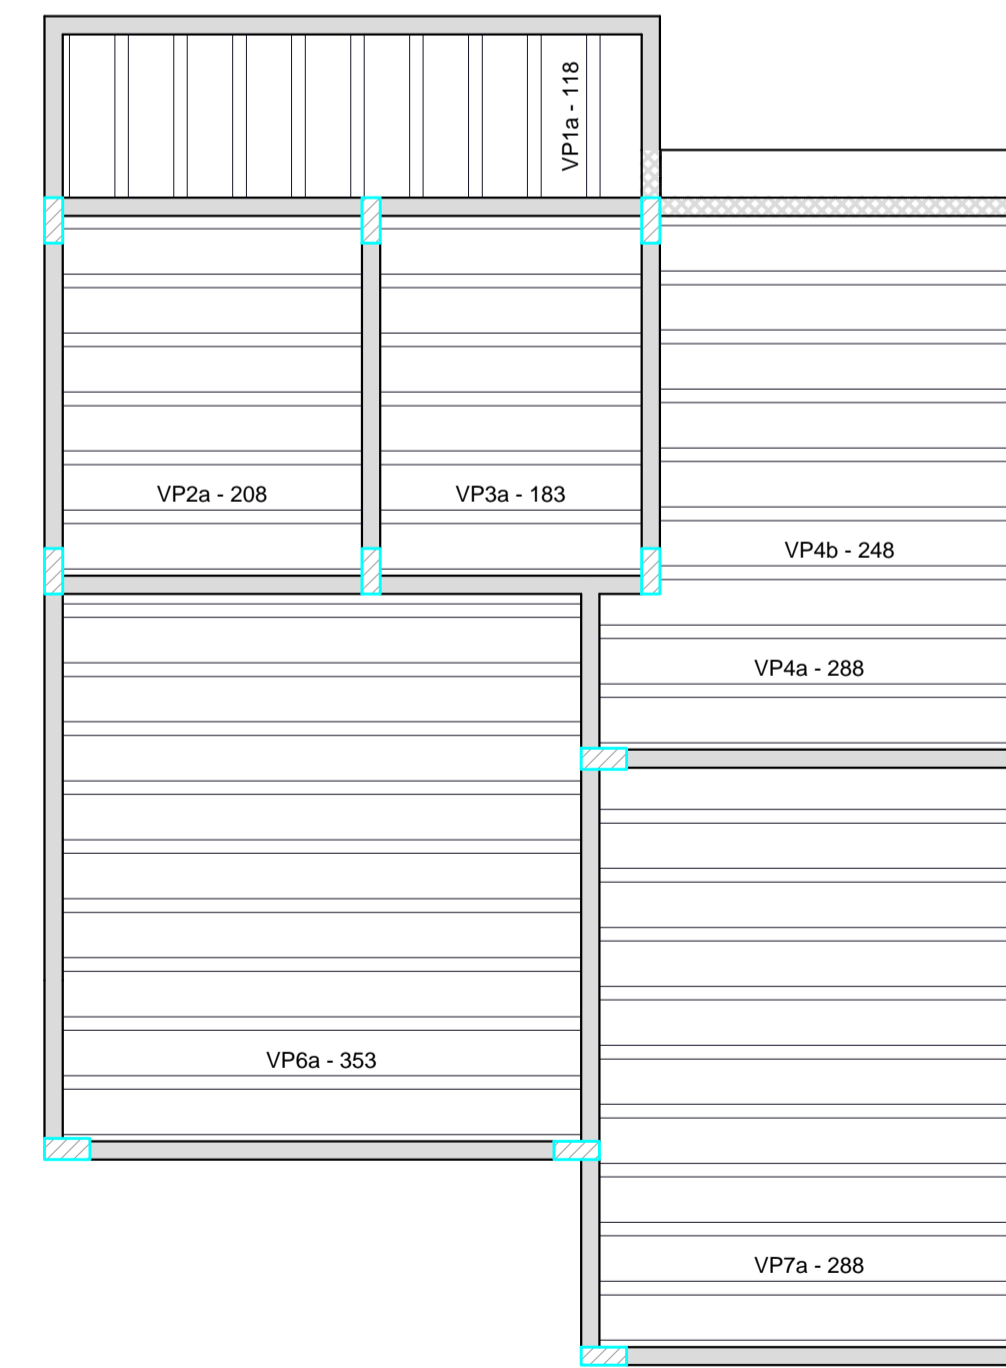 VP1a - 118
VP2a - 208
VP3a - 183
VP4b - 248
VP4a - 288
VP6a - 353
VP7a - 288